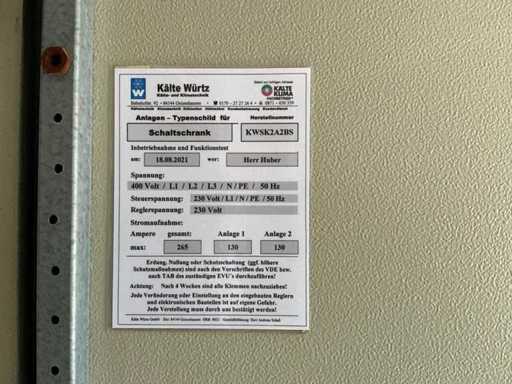 Kälte Würtz
Kälte- und Klimatechnik
KÄLTE
KLIMA
Anlagen – Typenschild für
Herstellnummer
Schaltschrank
KWSK2A2BS
Inbetriebnahme und Funktionstest
am: 18.08.2021 wer: Herr Huber
Spannung:
400 Volt / L1 / L2 / L3 / N / PE / 50 Hz
Steuerspannung: 230 Volt / L1 / N / PE / 50 Hz
Reglerspannung: 230 Volt
Stromaufnahme:
Ampere gesamt: Anlage 1 Anlage 2
max: 265 130 130
Erdung, Nullung oder Schutzschaltung (ggf. höhere
Schutzmaßnahmen) sind nach den Vorschriften des VDE bzw.
nach TAB des zuständigen EVU's durchzuführen!
Achtung: Nach 4 Wochen sind alle Klemmen nachzuziehen!
Jede Veränderung oder Einstellung an den eingebauten Reglern
und elektronischen Bauteilen ist auf eigene Gefahr.
Jede Verstellung muss durch uns bestätigt werden!